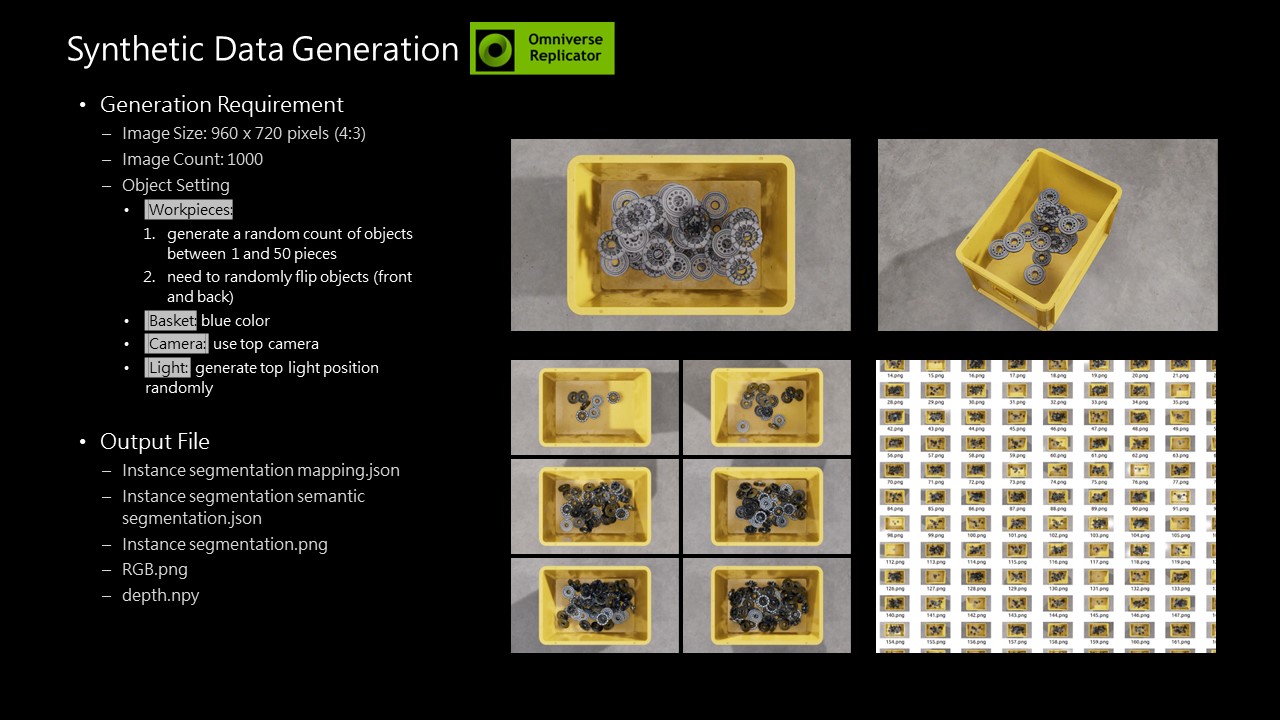 Synthetic Data Generation
Omniverse
Replicator
• Generation Requirement
– Image Size: 960 x 720 pixels (4:3)
– Image Count: 1000
– Object Setting
• Workpieces:
1. generate a random count of objects
between 1 and 50 pieces
2. need to randomly flip objects (front
and back)
• Basket: blue color
• Camera: use top camera
• Light: generate top light position
randomly
• Output File
– Instance segmentation mapping.json
– Instance segmentation semantic
segmentation.json
– Instance segmentation.png
– RGB.png
– depth.npy
14.png 15.png 16.png 17.png 18.png 19.png 20.png 21.png
28.png 29.png 30.png 31.png 32.png 33.png 34.png 35.png
42.png 43.png 44.png 45.png 46.png 47.png 48.png 49.png
56.png 57.png 58.png 59.png 60.png 61.png 62.png 63.png
70.png 71.png 72.png 73.png 74.png 75.png 76.png 77.png
84.png 85.png 86.png 87.png 88.png 89.png 90.png 91.png
98.png 99.png 100.png 101.png 102.png 103.png 104.png 105.png
112.png 113.png 114.png 115.png 116.png 117.png 118.png 119.png
126.png 127.png 128.png 129.png 130.png 131.png 132.png 133.png
140.png 141.png 142.png 143.png 144.png 145.png 146.png 147.png
154.png 155.png 156.png 157.png 158.png 159.png 160.png 161.png